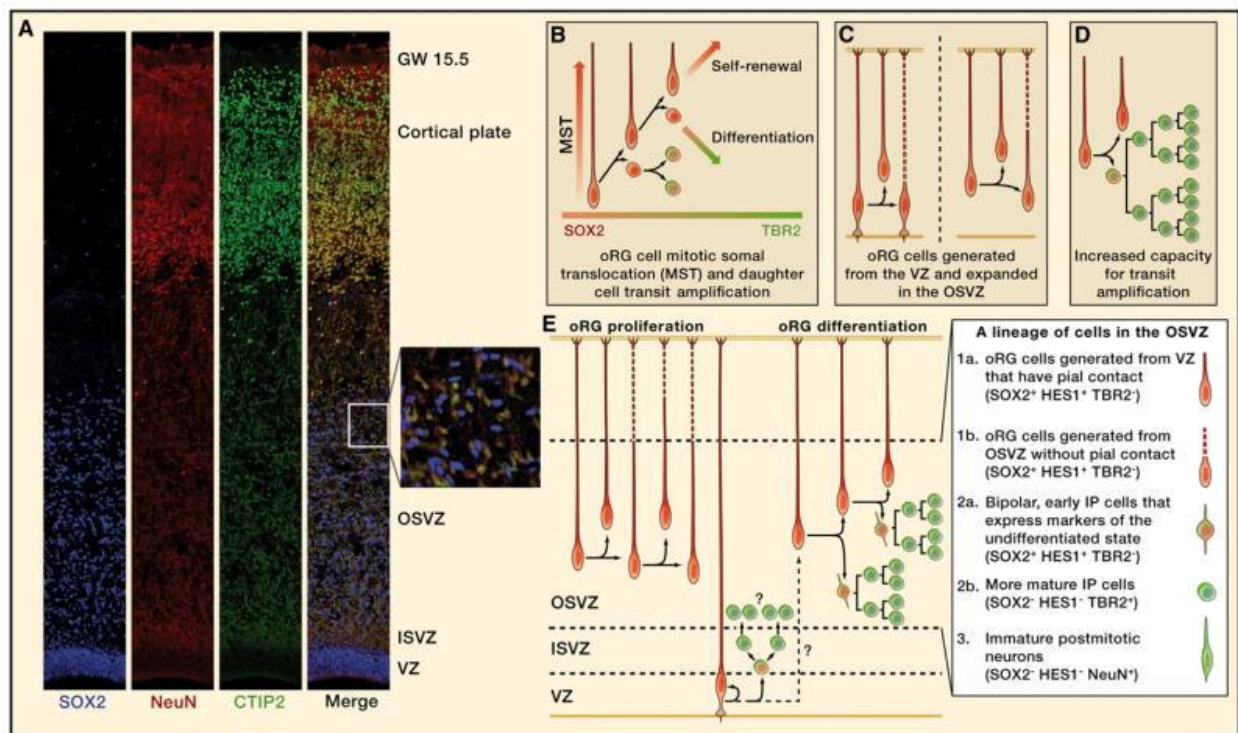 A
GW 15.5
Cortical plate
OSVZ
ISVZ
VZ
SOX2
NeuN
CTIP2
Merge
B
MST
Self-renewal
Differentiation
SOX2
TBR2
oRG cell mitotic somal
translocation (MST) and daughter
cell transit amplification
C
oRG cells generated
from the VZ and expanded
in the OSVZ
D
Increased capacity
for transit
amplification
E
oRG proliferation
oRG differentiation
OSVZ
ISVZ
VZ
?
?
A lineage of cells in the OSVZ
1a. oRG cells generated from VZ
that have pial contact
(SOX2⁺ HES1⁺ TBR2⁻)
1b. oRG cells generated from
OSVZ without pial contact
(SOX2⁺ HES1⁺ TBR2⁻)
2a. Bipolar, early IP cells that
express markers of the
undifferentiated state
(SOX2⁺ HES1⁺ TBR2⁻)
2b. More mature IP cells
(SOX2⁻ HES1⁻ TBR2⁺)
3. Immature postmitotic
neurons
(SOX2⁻ HES1⁻ NeuN⁺)